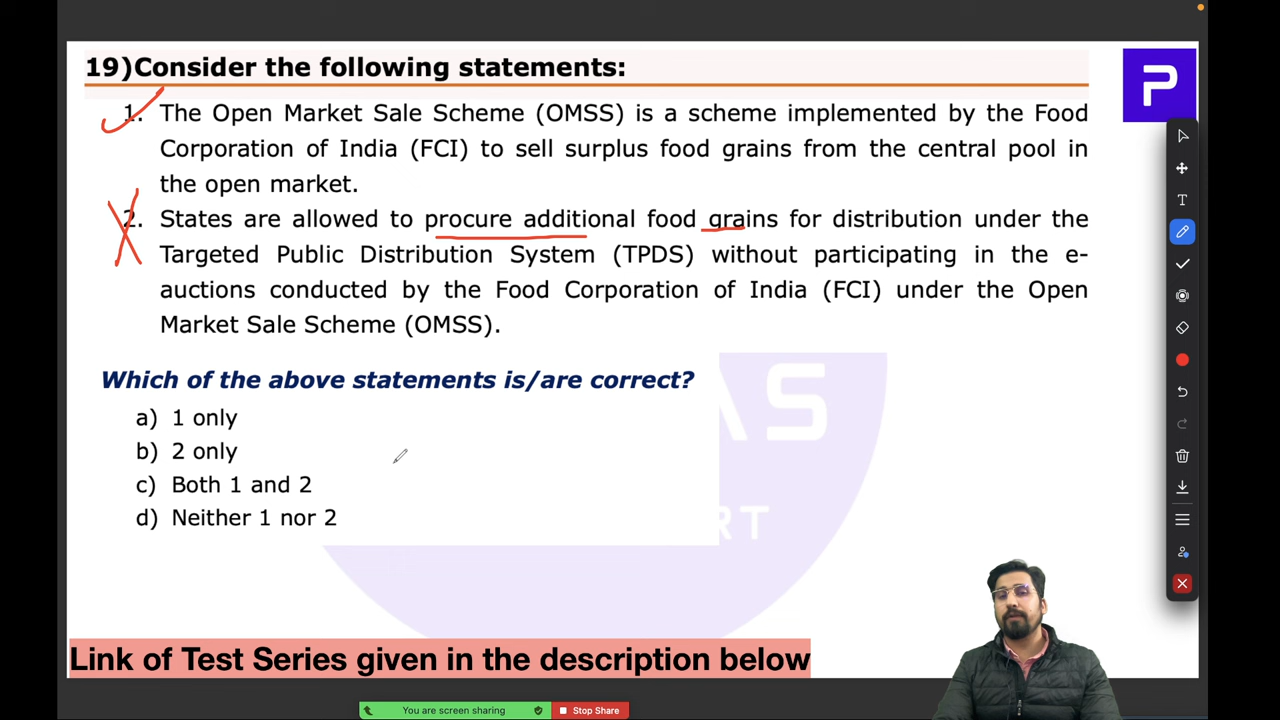 19)Consider the following statements:
P
1. The Open Market Sale Scheme (OMSS) is a scheme implemented by the Food
Corporation of India (FCI) to sell surplus food grains from the central pool in
the open market.
2. States are allowed to procure additional food grains for distribution under the
Targeted Public Distribution System (TPDS) without participating in the e-
auctions conducted by the Food Corporation of India (FCI) under the Open
Market Sale Scheme (OMSS).
Which of the above statements is/are correct?
a) 1 only
b) 2 only
c) Both 1 and 2
d) Neither 1 nor 2
AS
RT
Link of Test Series given in the description below
You are screen sharing
Stop Share
T